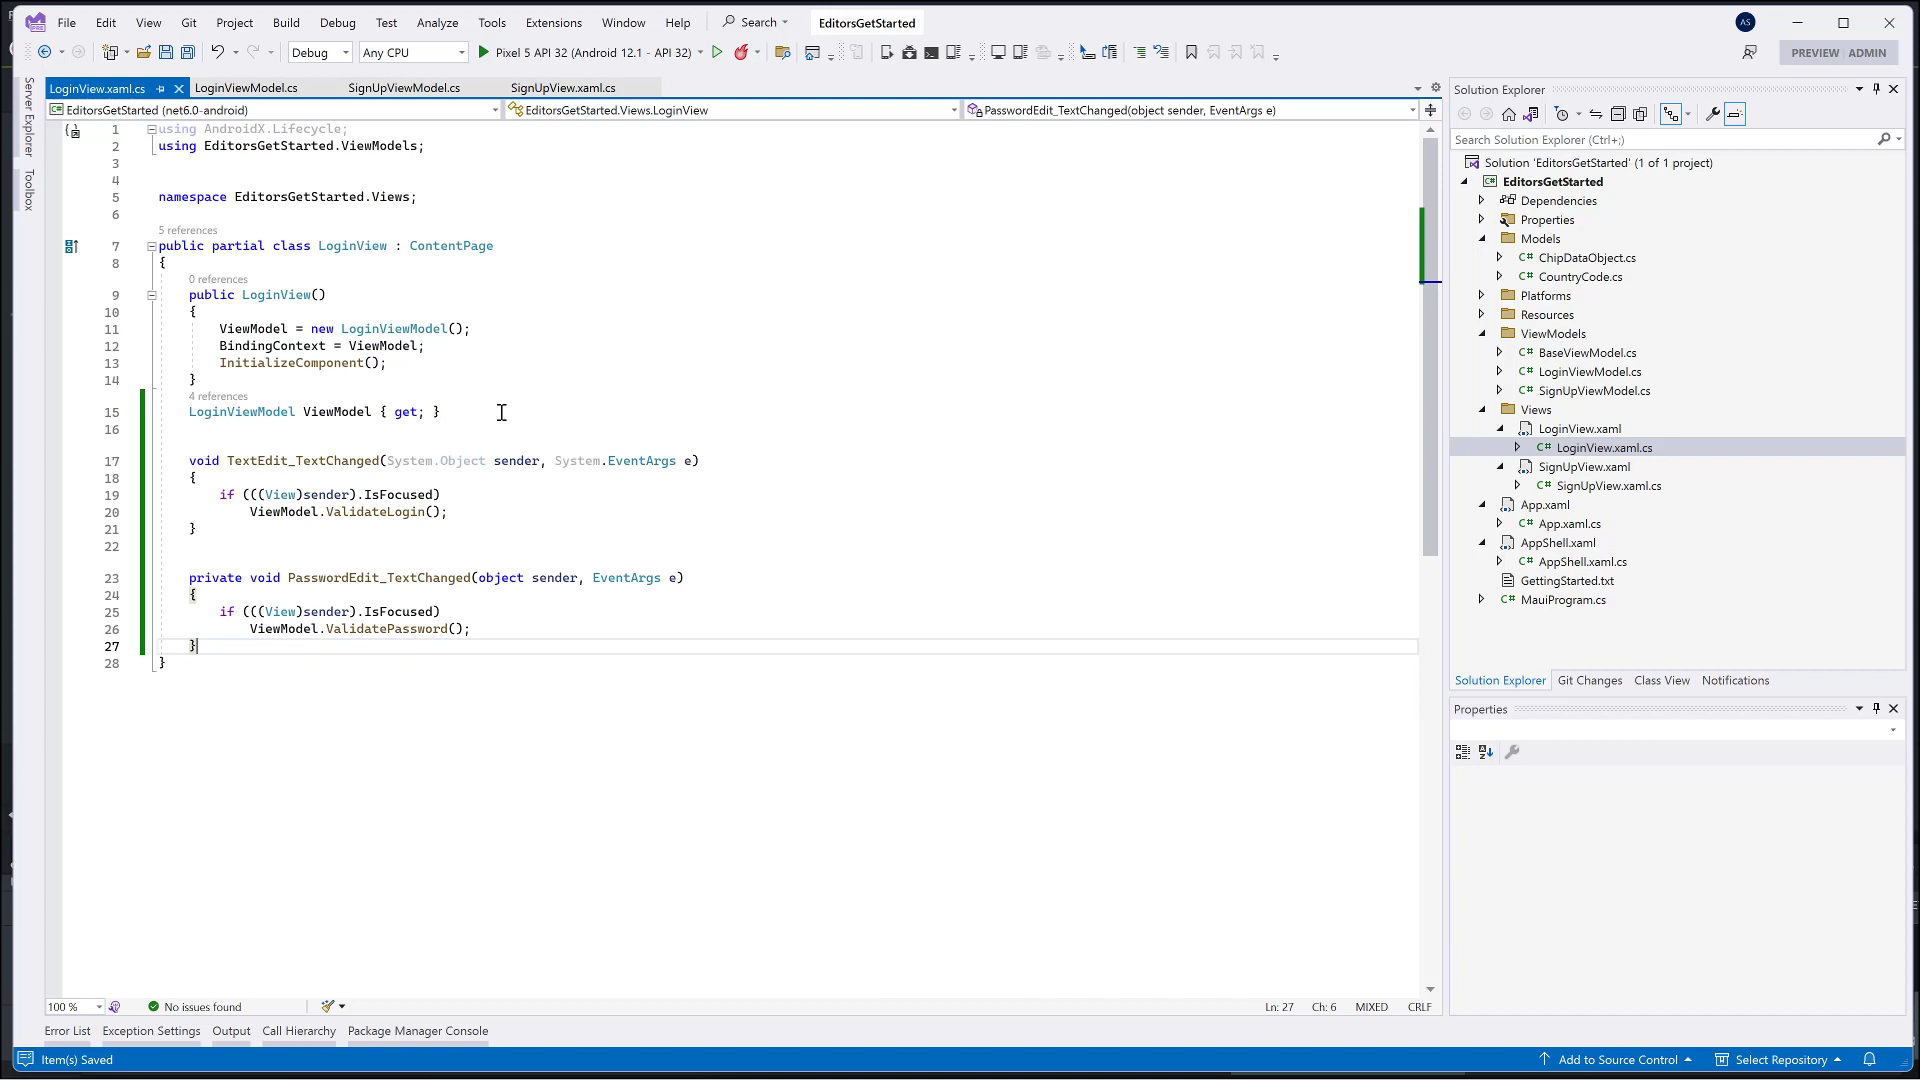 File Edit View Git Project Build Debug Test Analyze Tools Extensions Window Help Search EditorsGetStarted AS
Debug Any CPU Pixel 5 API 32 (Android 12.1 - API 32) PREVIEW ADMIN
Server Explorer
Toolbox
LoginView.xaml.cs LoginViewModel.cs SignUpViewModel.cs SignUpView.xaml.cs
EditorsGetStarted (net6.0-android) EditorsGetStarted.Views.LoginView PasswordEdit_TextChanged(object sender, EventArgs e)
1 using AndroidX.Lifecycle;
2 using EditorsGetStarted.ViewModels;
3
4
5 namespace EditorsGetStarted.Views;
6
5 references
7 public partial class LoginView : ContentPage
8 {
0 references
9 public LoginView()
10 {
11 ViewModel = new LoginViewModel();
12 BindingContext = ViewModel;
13 InitializeComponent();
14 }
4 references
15 LoginViewModel ViewModel { get; }
16
17 void TextEdit_TextChanged(System.Object sender, System.EventArgs e)
18 {
19 if (((View)sender).IsFocused)
20 ViewModel.ValidateLogin();
21 }
22
23 private void PasswordEdit_TextChanged(object sender, EventArgs e)
24 {
25 if (((View)sender).IsFocused)
26 ViewModel.ValidatePassword();
27 }
28 }
100 % No issues found Ln: 27 Ch: 6 MIXED CRLF
Error List Exception Settings Output Call Hierarchy Package Manager Console
Item(s) Saved Add to Source Control Select Repository
Solution Explorer
Search Solution Explorer (Ctrl+;)
Solution 'EditorsGetStarted' (1 of 1 project)
C# EditorsGetStarted
Dependencies
Properties
Models
C# ChipDataObject.cs
C# CountryCode.cs
Platforms
Resources
ViewModels
C# BaseViewModel.cs
C# LoginViewModel.cs
C# SignUpViewModel.cs
Views
LoginView.xaml
C# LoginView.xaml.cs
SignUpView.xaml
C# SignUpView.xaml.cs
App.xaml
C# App.xaml.cs
AppShell.xaml
C# AppShell.xaml.cs
GettingStarted.txt
C# MauiProgram.cs
Solution Explorer Git Changes Class View Notifications
Properties